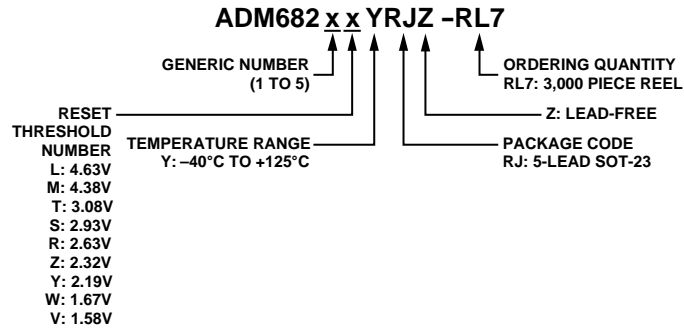 ADM682 x x YRJZ –RL7
GENERIC NUMBER
(1 TO 5)
ORDERING QUANTITY
RL7: 3,000 PIECE REEL
RESET
THRESHOLD
NUMBER
L: 4.63V
M: 4.38V
T: 3.08V
S: 2.93V
R: 2.63V
Z: 2.32V
Y: 2.19V
W: 1.67V
V: 1.58V
Z: LEAD-FREE
TEMPERATURE RANGE
Y: –40°C TO +125°C
PACKAGE CODE
RJ: 5-LEAD SOT-23